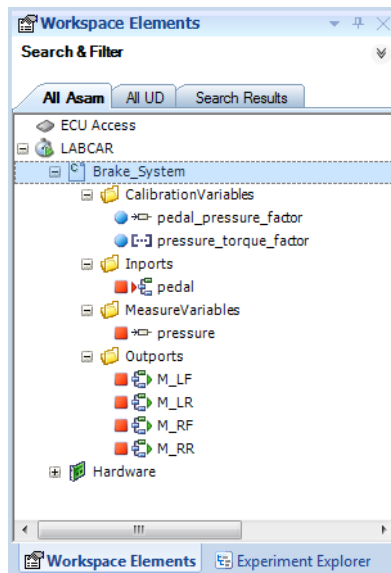 Workspace Elements
Search & Filter
All Asam All UD Search Results
ECU Access
LABCAR
Brake_System
CalibrationVariables
pedal_pressure_factor
pressure_torque_factor
Inports
pedal
MeasureVariables
pressure
Outports
M_LF
M_LR
M_RF
M_RR
Hardware
Workspace Elements Experiment Explorer